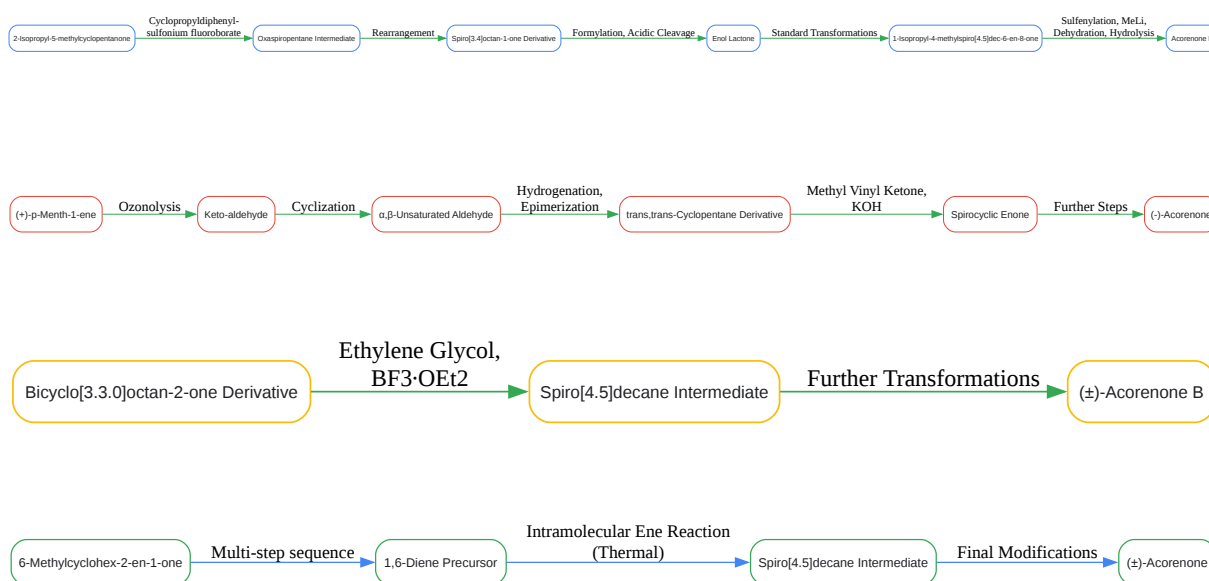 Cyclopropyldiphenyl-
sulfonium fluoroborate
Sulfenylation, MeLi,
Dehydration, Hydrolysis
2-Isopropyl-5-methylcyclopentanone
Oxaspiropentane Intermediate
Rearrangement
Spiro[3.4]octan-1-one Derivative
Formylation, Acidic Cleavage
Enol Lactone
Standard Transformations
1-Isopropyl-4-methylspiro[4.5]dec-6-en-8-one
Acorenone
(+)-p-Menth-1-ene
Ozonolysis
Keto-aldehyde
Cyclization
α,β-Unsaturated Aldehyde
Hydrogenation,
Epimerization
trans,trans-Cyclopentane Derivative
Methyl Vinyl Ketone,
KOH
Spirocyclic Enone
Further Steps
(-)-Acorenone
Bicyclo[3.3.0]octan-2-one Derivative
Ethylene Glycol,
BF3·OEt2
Spiro[4.5]decane Intermediate
Further Transformations
(±)-Acorenone B
6-Methylcyclohex-2-en-1-one
Multi-step sequence
1,6-Diene Precursor
Intramolecular Ene Reaction
(Thermal)
Spiro[4.5]decane Intermediate
Final Modifications
(±)-Acorenone